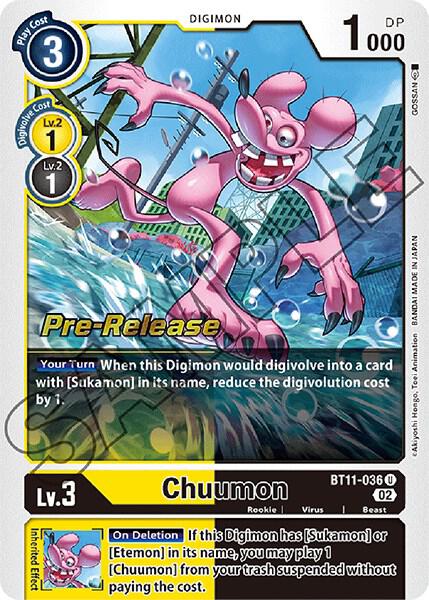 Play Cost
3
DIGIMON
DP
1000
Digivolve Cost
Lv.2
1
Lv.2
1
GOSSAN
©Akiyoshi Hongo, Toei Animation BANDAI MADE IN JAPAN
SAMPLE
Pre-Release
Your Turn When this Digimon would digivolve into a card
with [Sukamon] in its name, reduce the digivolution cost
by 1.
BT11-036 U
Lv.3 Chuumon 02
Rookie | Virus | Beast
Inherited Effect
On Deletion If this Digimon has [Sukamon] or
[Etemon] in its name, you may play 1
[Chuumon] from your trash suspended without
paying the cost.